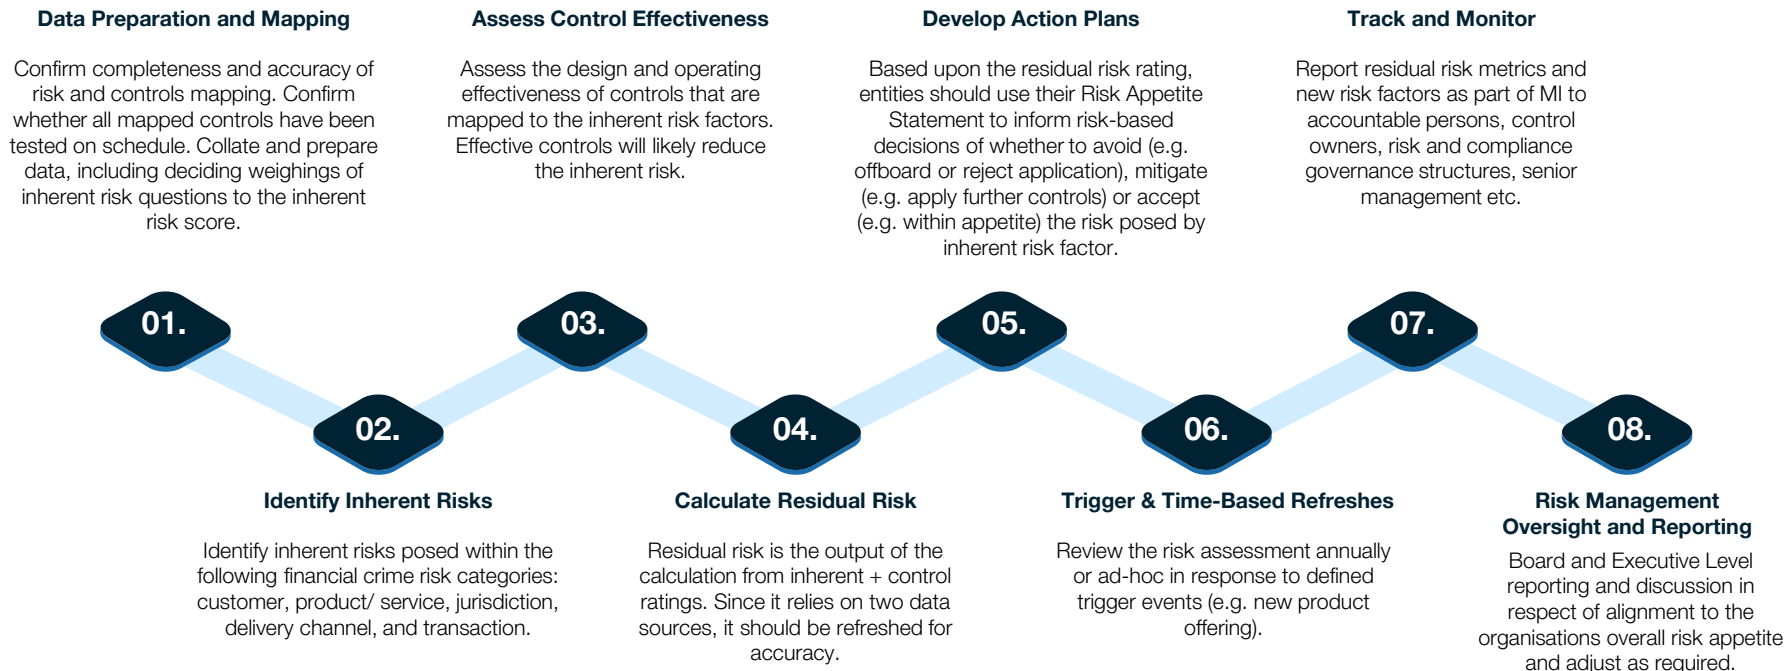 Data Preparation and Mapping
Confirm completeness and accuracy of
risk and controls mapping. Confirm
whether all mapped controls have been
tested on schedule. Collate and prepare
data, including deciding weighings of
inherent risk questions to the inherent
risk score.
Assess Control Effectiveness
Assess the design and operating
effectiveness of controls that are
mapped to the inherent risk factors.
Effective controls will likely reduce
the inherent risk.
Develop Action Plans
Based upon the residual risk rating,
entities should use their Risk Appetite
Statement to inform risk-based
decisions of whether to avoid (e.g.
offboard or reject application), mitigate
(e.g. apply further controls) or accept
(e.g. within appetite) the risk posed by
inherent risk factor.
Track and Monitor
Report residual risk metrics and
new risk factors as part of MI to
accountable persons, control
owners, risk and compliance
governance structures, senior
management etc.
01.
03.
05.
07.
02.
04.
06.
08.
Identify Inherent Risks
Identify inherent risks posed within the
following financial crime risk categories:
customer, product/ service, jurisdiction,
delivery channel, and transaction.
Calculate Residual Risk
Residual risk is the output of the
calculation from inherent + control
ratings. Since it relies on two data
sources, it should be refreshed for
accuracy.
Trigger & Time-Based Refreshes
Review the risk assessment annually
or ad-hoc in response to defined
trigger events (e.g. new product
offering).
Risk Management
Oversight and Reporting
Board and Executive Level
reporting and discussion in
respect of alignment to the
organisations overall risk appetite
and adjust as required.